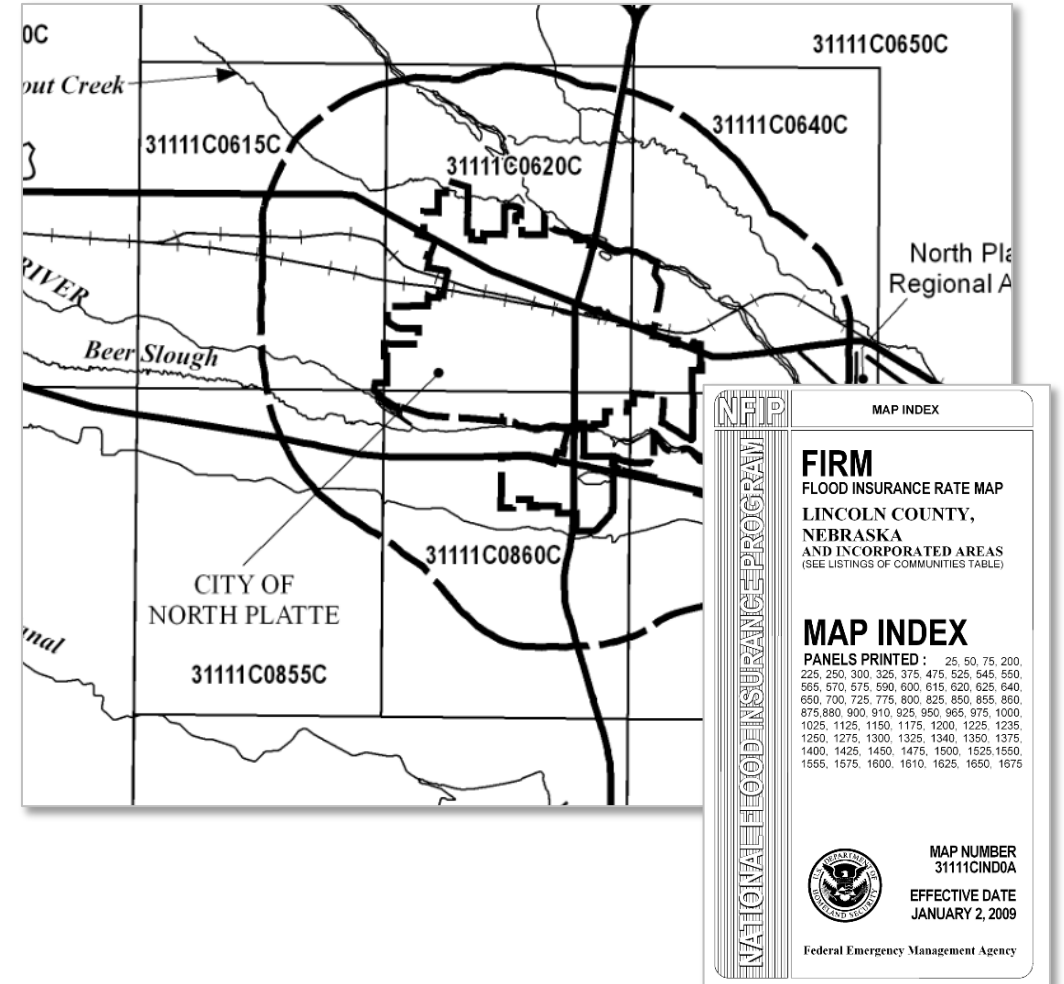 0C
31111C0650C
out Creek
31111C0640C
31111C0615C
31111C0620C
North Pla
Regional A
RIVER
Beer Slough
31111C0860C
CITY OF
NORTH PLATTE
anal
31111C0855C
NFIP
MAP INDEX
NATIONAL FLOOD INSURANCE PROGRAM
FIRM
FLOOD INSURANCE RATE MAP
LINCOLN COUNTY,
NEBRASKA
AND INCORPORATED AREAS
(SEE LISTINGS OF COMMUNITIES TABLE)
MAP INDEX
PANELS PRINTED : 25, 50, 75, 200,
225, 250, 300, 325, 375, 475, 525, 545, 550,
565, 570, 575, 590, 600, 615, 620, 625, 640,
650, 700, 725, 775, 800, 825, 850, 855, 860,
875,880, 900, 910, 925, 950, 965, 975, 1000,
1025, 1125, 1150, 1175, 1200, 1225, 1235,
1250, 1275, 1300, 1325, 1340, 1350, 1375,
1400, 1425, 1450, 1475, 1500, 1525,1550,
1555, 1575, 1600, 1610, 1625, 1650, 1675
U.S. DEPARTMENT OF HOMELAND SECURITY
MAP NUMBER
31111CIND0A
EFFECTIVE DATE
JANUARY 2, 2009
Federal Emergency Management Agency